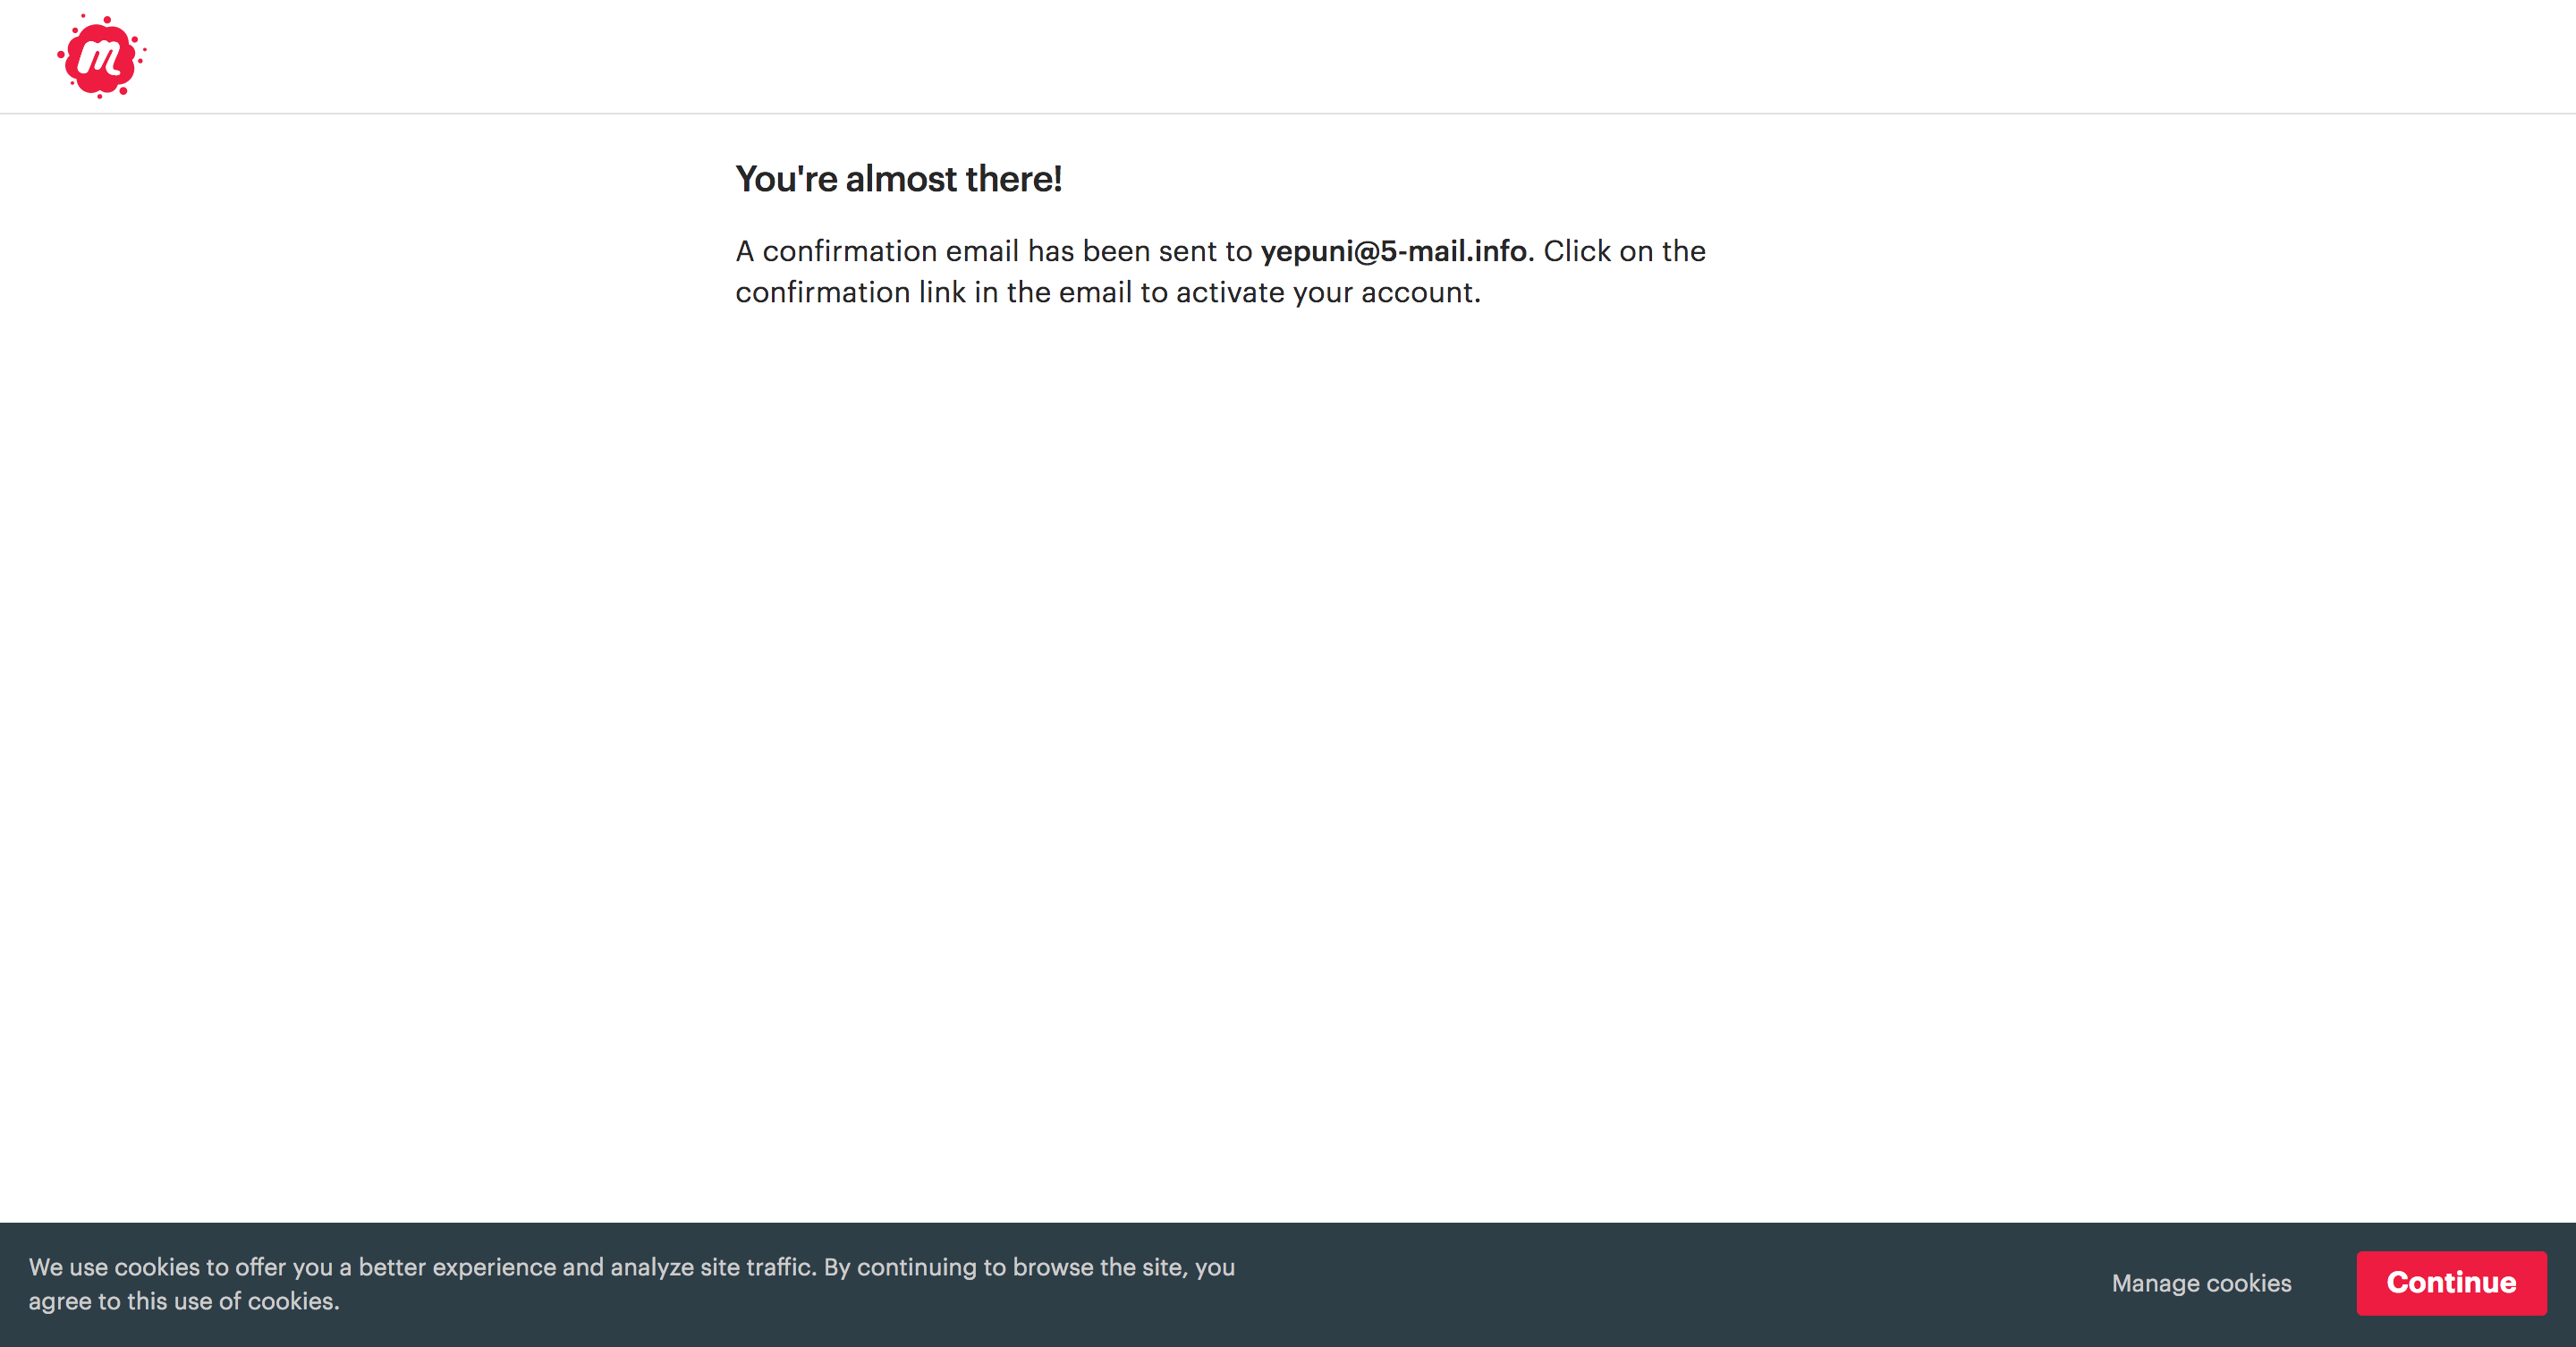 m
You're almost there!
A confirmation email has been sent to yepuni@5-mail.info. Click on the
confirmation link in the email to activate your account.
We use cookies to offer you a better experience and analyze site traffic. By continuing to browse the site, you
agree to this use of cookies.
Manage cookies
Continue